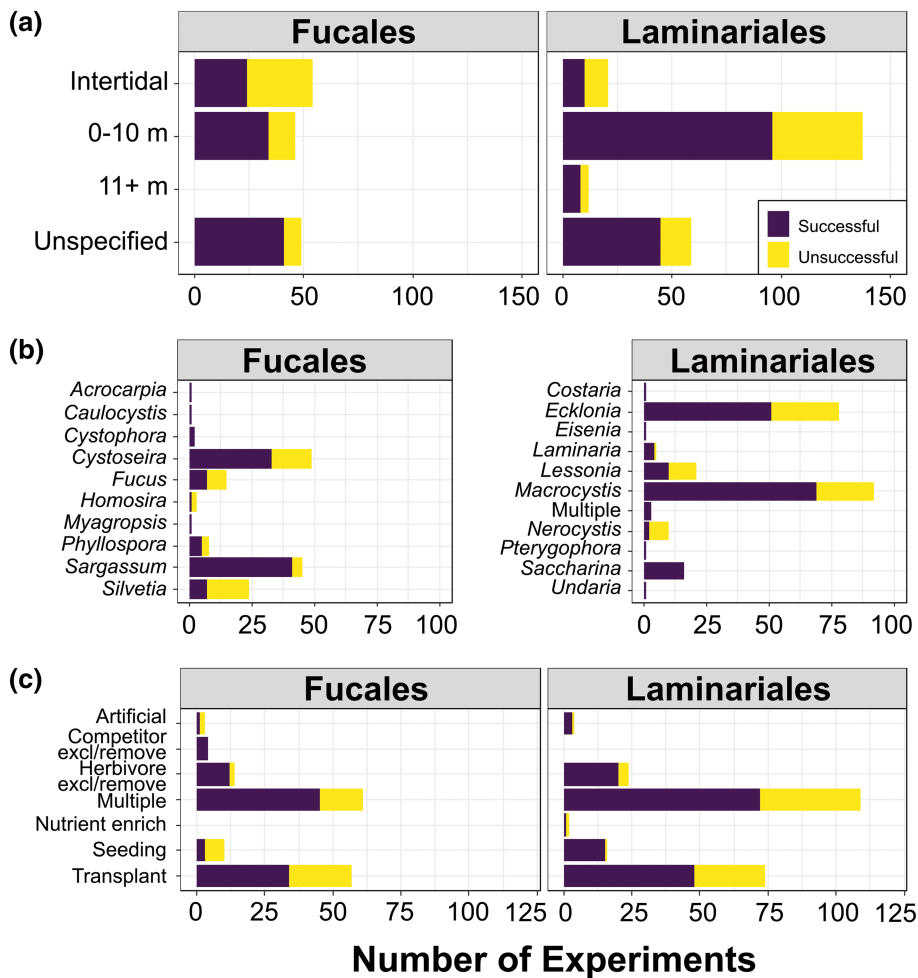 (a)
Fucales
Laminariales
Intertidal
0-10 m
11+ m
Unspecified
Successful
Unsuccessful
0 50 100 150
0 50 100 150
(b)
Fucales
Laminariales
Acrocarpia
Caulocystis
Cystophora
Cystoseira
Fucus
Homosira
Myagropsis
Phyllospora
Sargassum
Silvetia
0 25 50 75 100
Costaria
Ecklonia
Eisenia
Laminaria
Lessonia
Macrocystis
Multiple
Nerocystis
Pterygophora
Saccharina
Undaria
0 25 50 75 100
(c)
Fucales
Laminariales
Artificial
Competitor
excl/remove
Herbivore
excl/remove
Multiple
Nutrient enrich
Seeding
Transplant
0 25 50 75 100 125
0 25 50 75 100 125
Number of Experiments